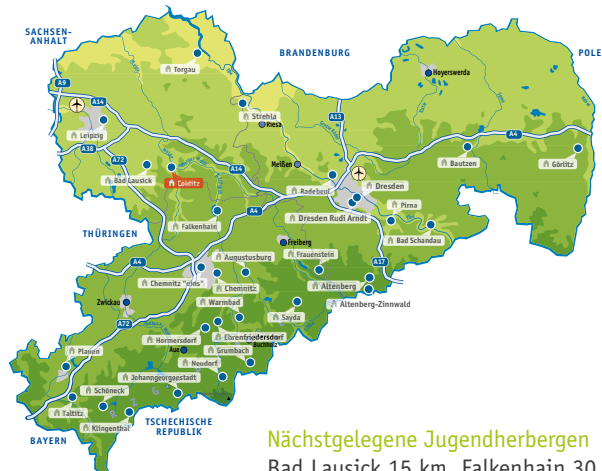 SACHSEN-
ANHALT
BRANDENBURG
POLE
Torgau
Hoyerswerda
A9
A14
Strehla
Riesa
A13
Leipzig
A4
A38
A72
Meißen
Bautzen
Görlitz
A14
Bad Lausick
Colditz
Radebeul
Dresden
A4
Pirna
Falkenhain
Dresden Rudi Arndt
Bad Schandau
THÜRINGEN
Freiberg
Augustusburg
Frauenstein
A4
A17
Chemnitz "eins"
Chemnitz
Altenberg
Zwickau
Warmbad
Altenberg-Zinnwald
Sayda
A72
Hormersdorf
Buchholz
Aue
Grumbach
Plauen
Neudorf
Johanngeorgenstadt
Schöneck
Taltitz
Klingenthal
TSCHECHISCHE
REPUBLIK
BAYERN
Nächstgelegene Jugendherbergen
Bad Lausick 15 km, Falkenhain 30